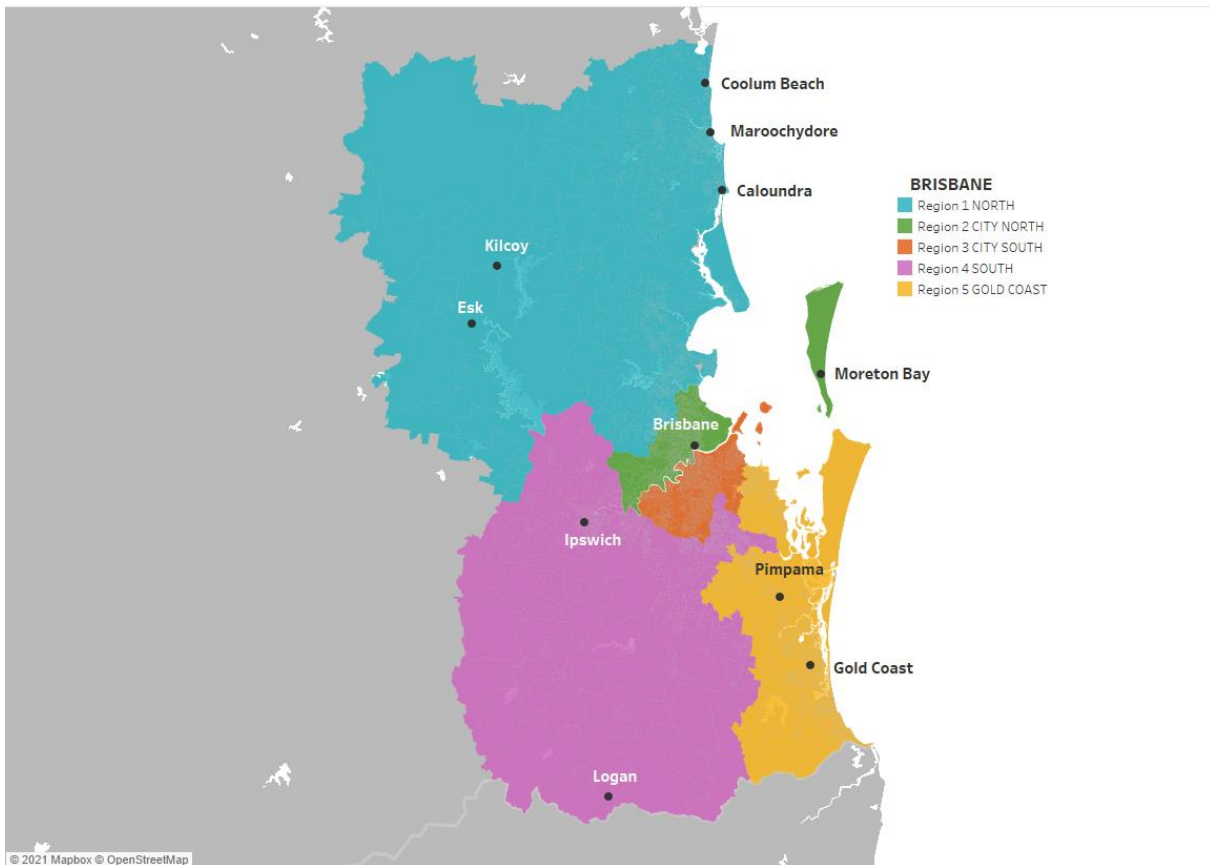 Coolum Beach
Maroochydore
Caloundra
BRISBANE
Region 1 NORTH
Region 2 CITY NORTH
Region 3 CITY SOUTH
Region 4 SOUTH
Region 5 GOLD COAST
Kilcoy
Esk
Moreton Bay
Brisbane
Ipswich
Pimpama
Gold Coast
Logan
© 2021 Mapbox © OpenStreetMap